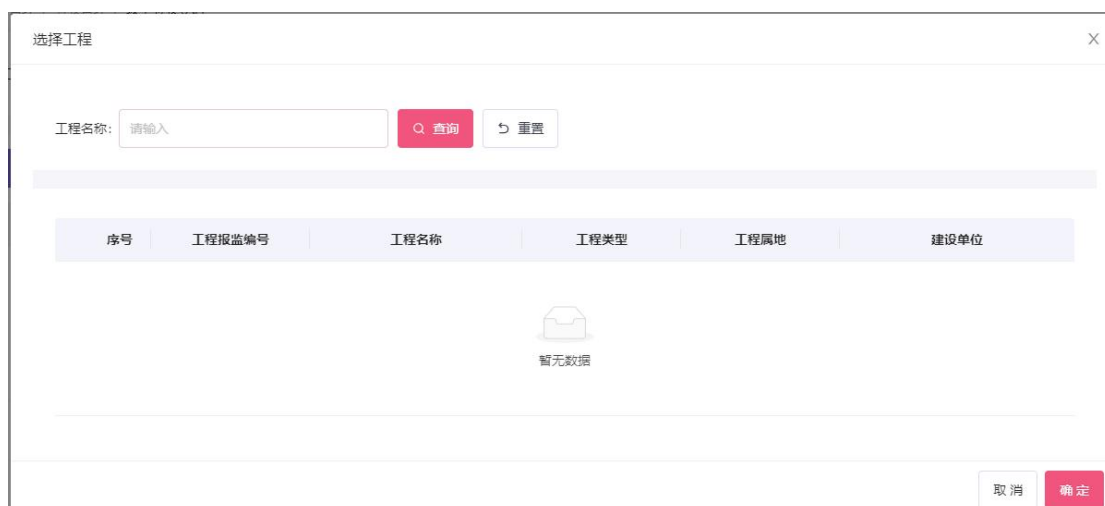 选择工程
工程名称: 请输入 查询 重置
序号 工程报监编号 工程名称 工程类型 工程属地 建设单位
暂无数据
取消 确定